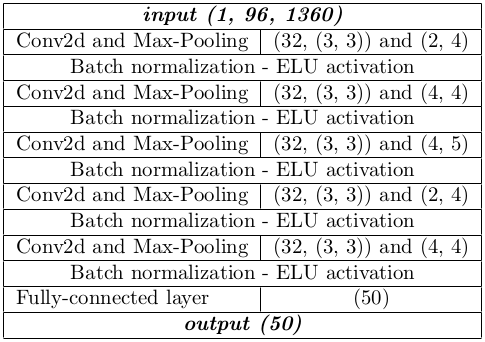 input (1, 96, 1360)
Conv2d and Max-Pooling (32, (3, 3)) and (2, 4)
Batch normalization - ELU activation
Conv2d and Max-Pooling (32, (3, 3)) and (4, 4)
Batch normalization - ELU activation
Conv2d and Max-Pooling (32, (3, 3)) and (4, 5)
Batch normalization - ELU activation
Conv2d and Max-Pooling (32, (3, 3)) and (2, 4)
Batch normalization - ELU activation
Conv2d and Max-Pooling (32, (3, 3)) and (4, 4)
Batch normalization - ELU activation
Fully-connected layer (50)
output (50)